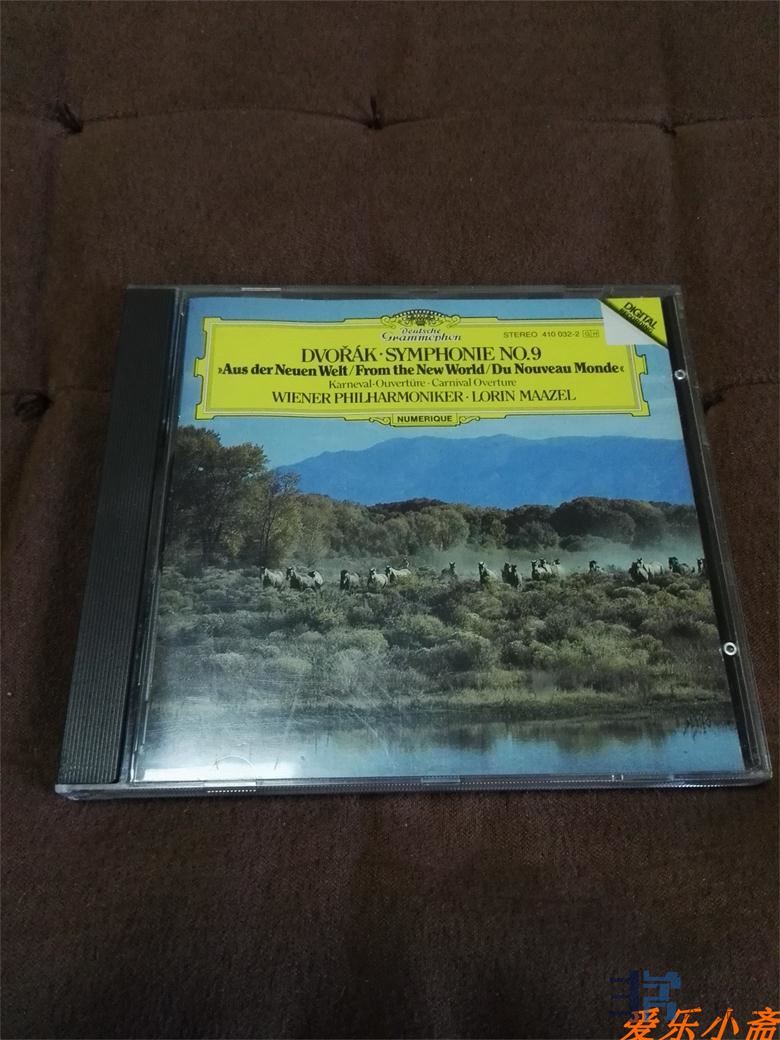 Deutsche
Grammophon
STEREO 410 032-2 GH
DIGITAL
DVOŘÁK · SYMPHONIE NO. 9
»Aus der Neuen Welt / From the New World / Du Nouveau Monde«
Karneval-Ouvertüre · Carnival Overture
WIENER PHILHARMONIKER · LORIN MAAZEL
NUMERIQUE
爱乐小斋